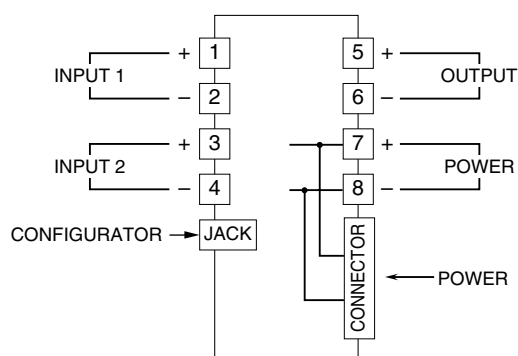 + 1
INPUT 1
− 2
+ 3
INPUT 2
− 4
CONFIGURATOR JACK
5 +
OUTPUT
6 −
7 +
POWER
8 −
CONNECTOR
POWER